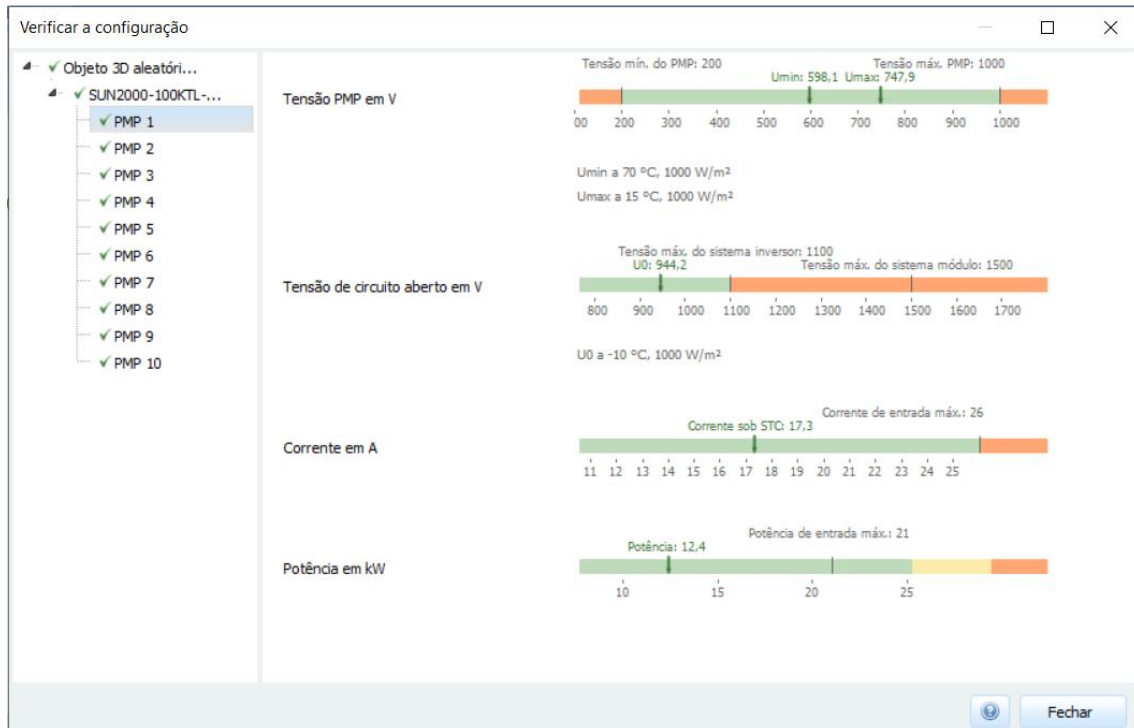 Verificar a configuração
Objeto 3D aleatóri...
SUN2000-100KTL-...
PMP 1
PMP 2
PMP 3
PMP 4
PMP 5
PMP 6
PMP 7
PMP 8
PMP 9
PMP 10
Tensão mín. do PMP: 200 Tensão máx. PMP: 1000
Umin: 598,1 Umax: 747,9
Tensão PMP em V
00 200 300 400 500 600 700 800 900 1000
Umin a 70 ºC, 1000 W/m²
Umax a 15 ºC, 1000 W/m²
Tensão máx. do sistema inversor: 1100
U0: 944,2 Tensão máx. do sistema módulo: 1500
Tensão de circuito aberto em V
800 900 1000 1100 1200 1300 1400 1500 1600 1700
U0 a -10 ºC, 1000 W/m²
Corrente de entrada máx.: 26
Corrente sob STC: 17,3
Corrente em A
11 12 13 14 15 16 17 18 19 20 21 22 23 24 25
Potência de entrada máx.: 21
Potência: 12,4
Potência em kW
10 15 20 25
Fechar